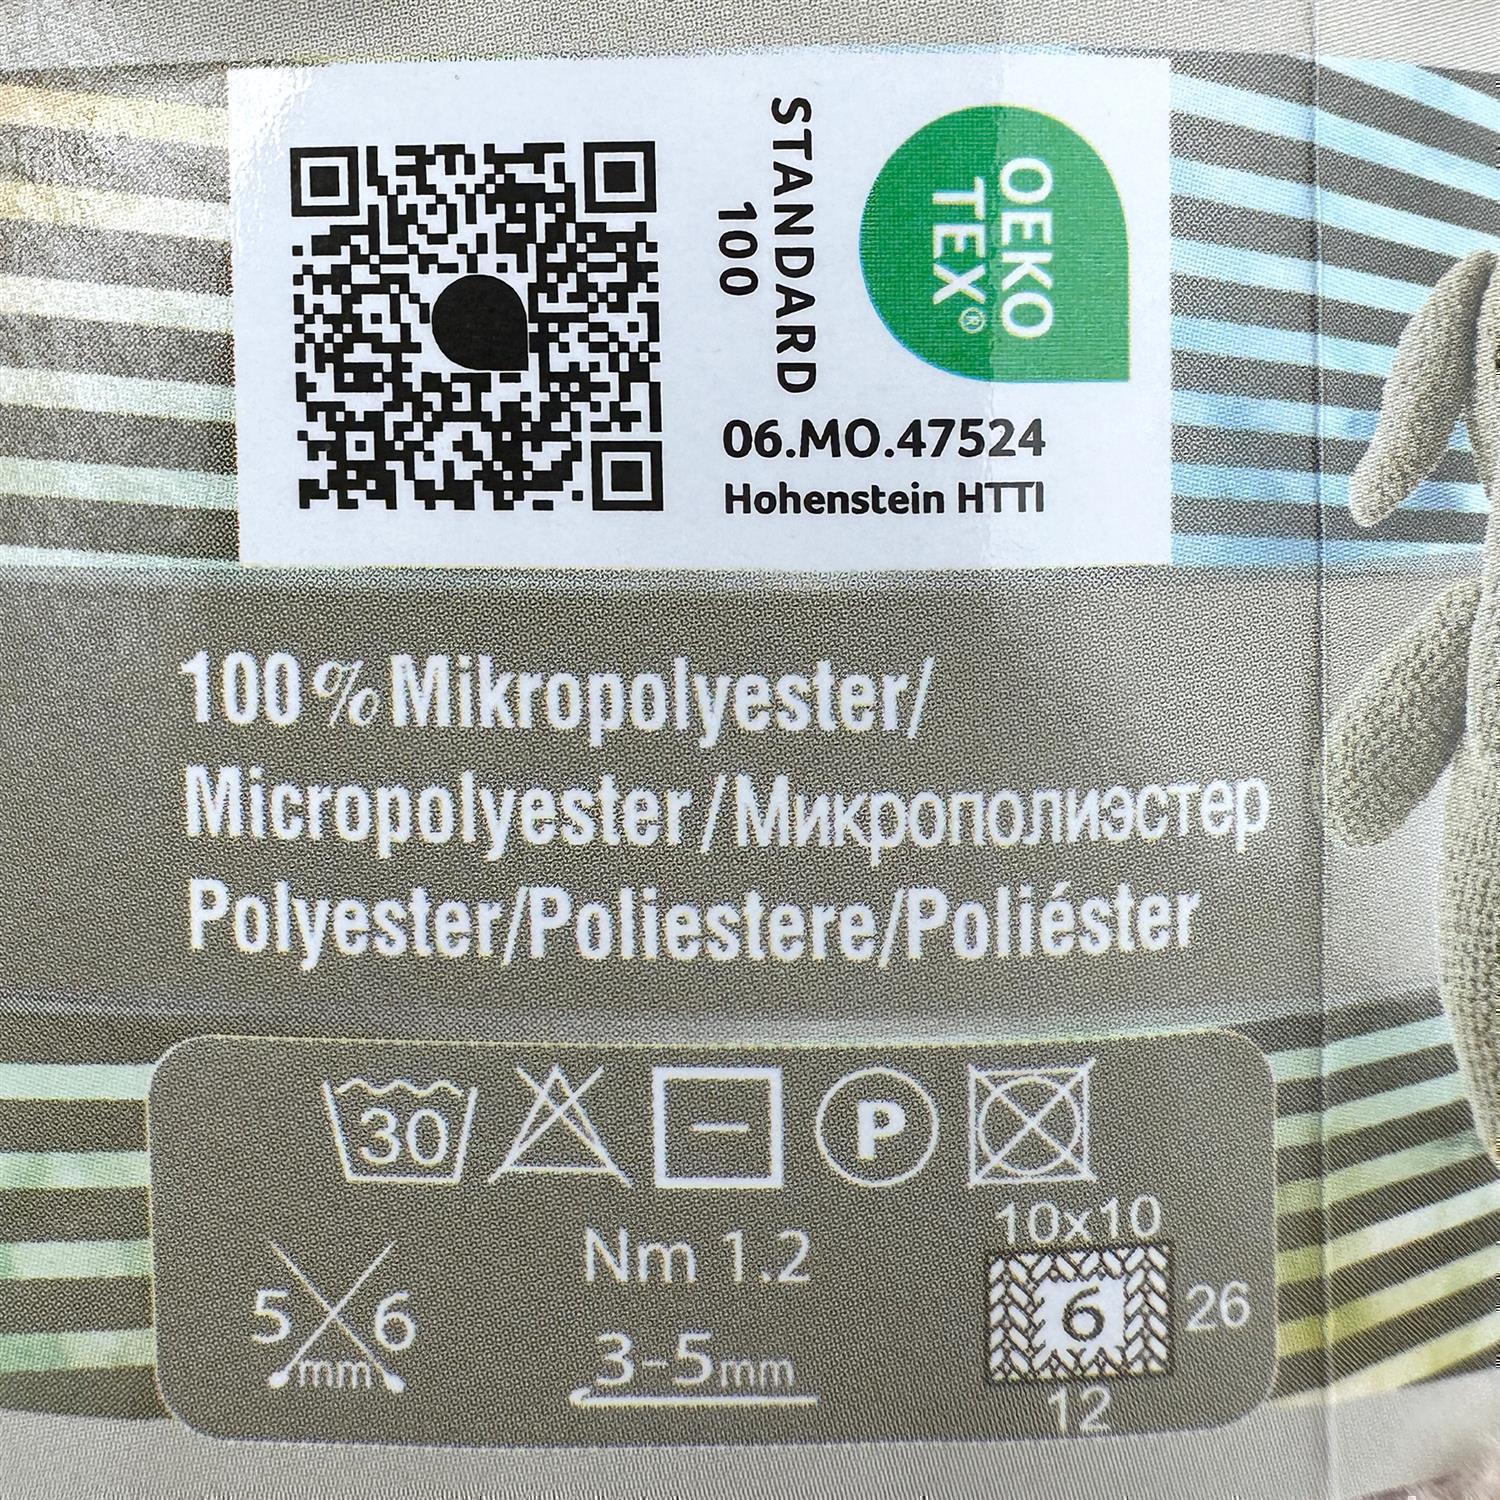 STANDARD
100
OEKO
TEX®
06.MO.47524
Hohenstein HTTI
100% Mikropolyester/
Micropolyester/Микрополиэстер
Polyester/Poliestere/Poliéster
30
P
5 6
mm
Nm 1.2
3-5mm
10x10
6
26
12